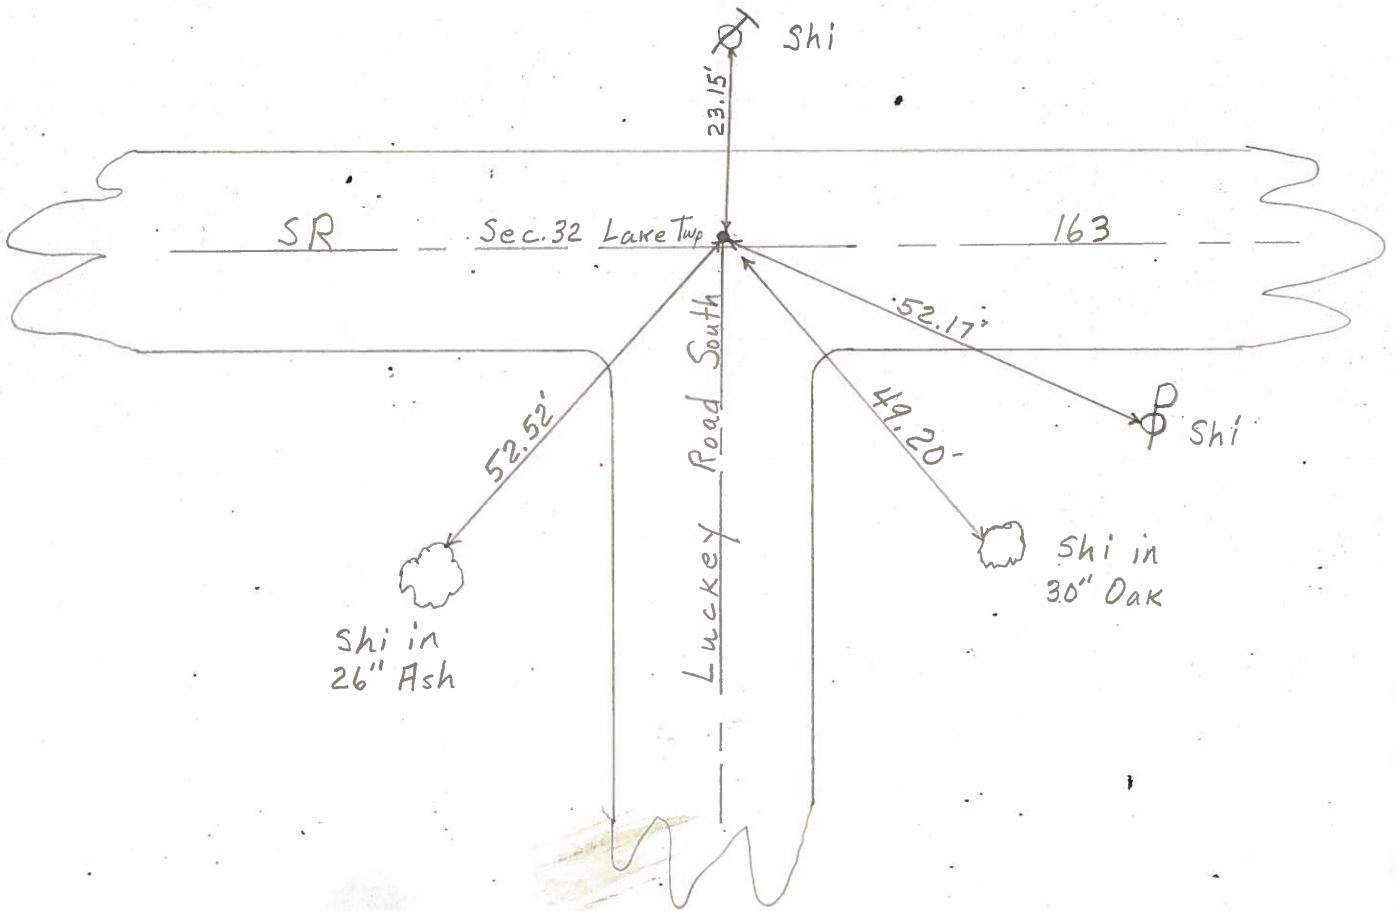 Shi
23.15'
SR Sec. 32 Lake Twp 163
52.17'
52.52'
49.20'
Luckey Road South
Shi
Shi in
30" Oak
Shi in
26" Ash